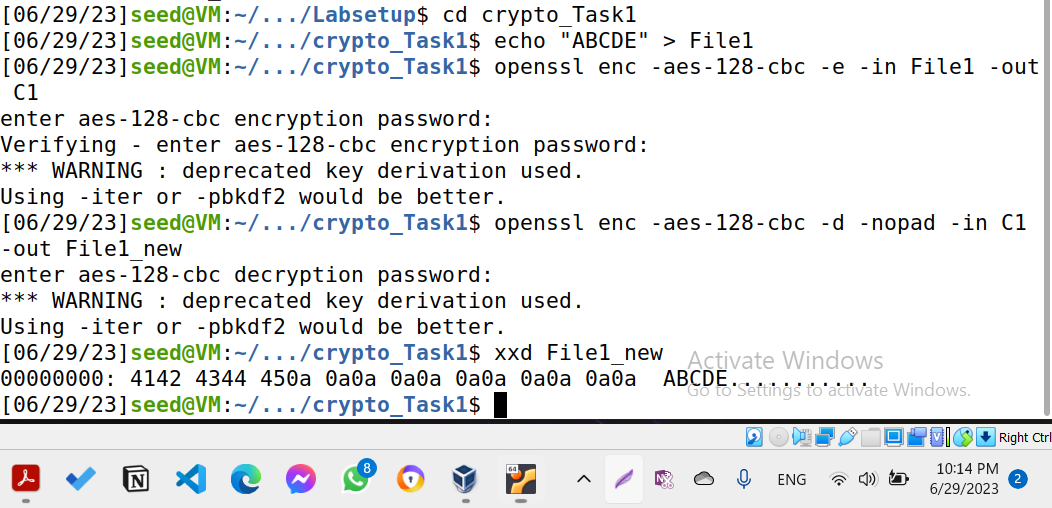 [06/29/23]seed@VM:~/.../Labsetup$ cd crypto_Task1
[06/29/23]seed@VM:~/.../crypto_Task1$ echo "ABCDE" > File1
[06/29/23]seed@VM:~/.../crypto_Task1$ openssl enc -aes-128-cbc -e -in File1 -out
 C1
enter aes-128-cbc encryption password:
Verifying - enter aes-128-cbc encryption password:
*** WARNING : deprecated key derivation used.
Using -iter or -pbkdf2 would be better.
[06/29/23]seed@VM:~/.../crypto_Task1$ openssl enc -aes-128-cbc -d -nopad -in C1
-out File1_new
enter aes-128-cbc decryption password:
*** WARNING : deprecated key derivation used.
Using -iter or -pbkdf2 would be better.
[06/29/23]seed@VM:~/.../crypto_Task1$ xxd File1_new
Activate Windows
00000000: 4142 4344 450a 0a0a 0a0a 0a0a 0a0a 0a0a  ABCDE...........
Go to Settings to activate Windows.
[06/29/23]seed@VM:~/.../crypto_Task1$
Right Ctrl
64
8
ENG
10:14 PM
6/29/2023
2